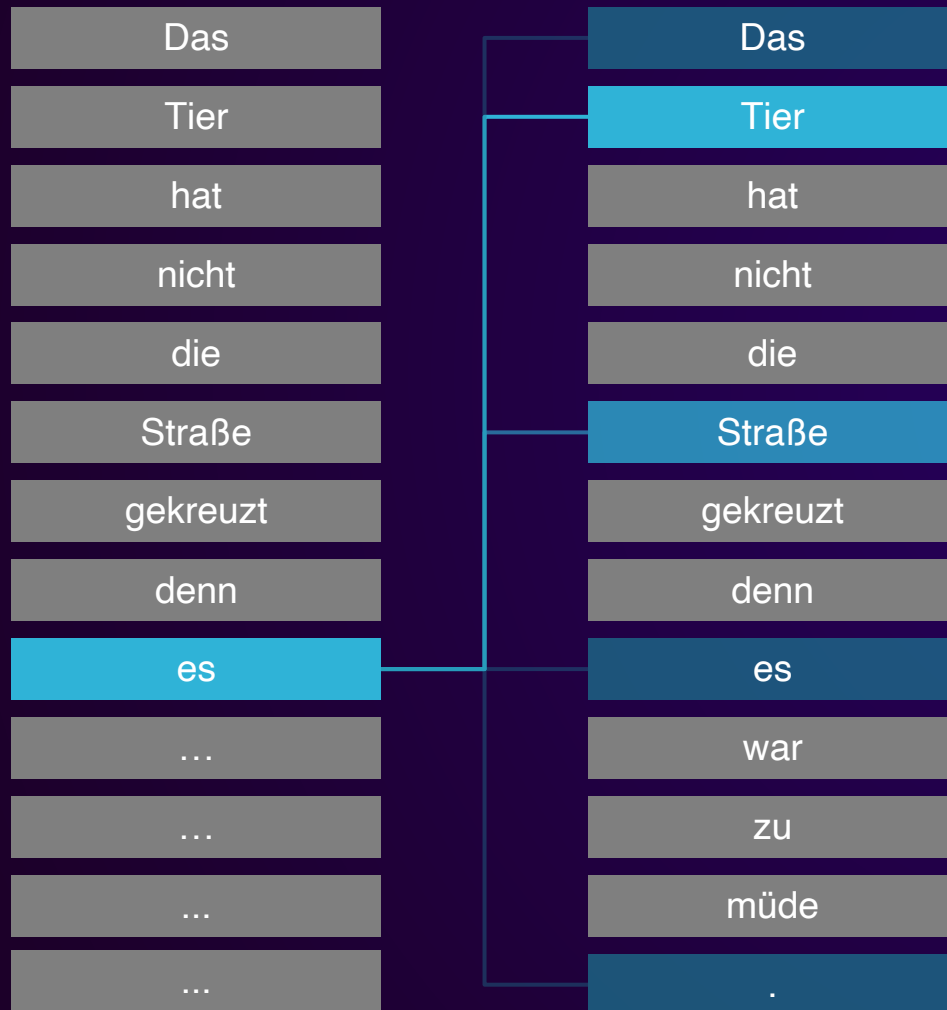 Das
Tier
hat
nicht
die
Straße
gekreuzt
denn
es
…
…
...
...
Das
Tier
hat
nicht
die
Straße
gekreuzt
denn
es
war
zu
müde
.